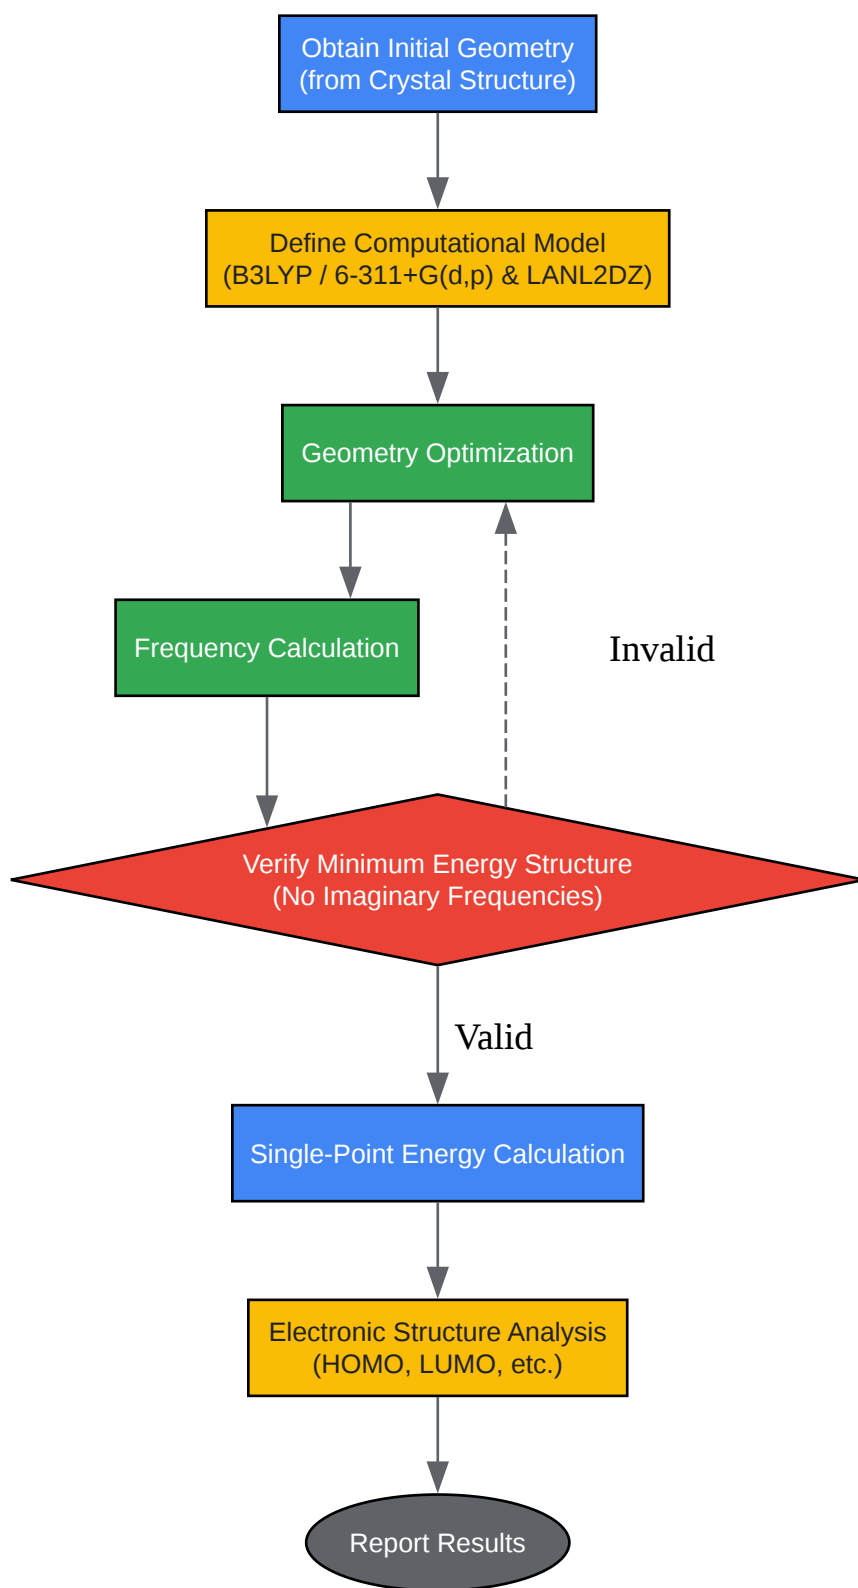 Obtain Initial Geometry
(from Crystal Structure)
Define Computational Model
(B3LYP / 6-311+G(d,p) & LANL2DZ)
Geometry Optimization
Frequency Calculation
Invalid
Verify Minimum Energy Structure
(No Imaginary Frequencies)
Valid
Single-Point Energy Calculation
Electronic Structure Analysis
(HOMO, LUMO, etc.)
Report Results